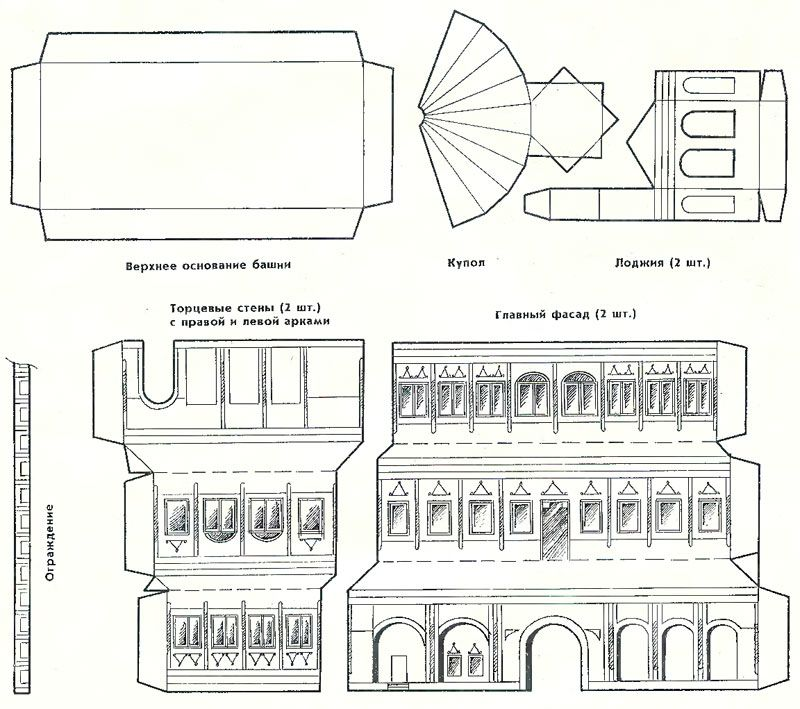 Верхнее основание башни
Купол
Лоджия (2 шт.)
Торцевые стены (2 шт.)
с правой и левой арками
Главный фасад (2 шт.)
Ограждение